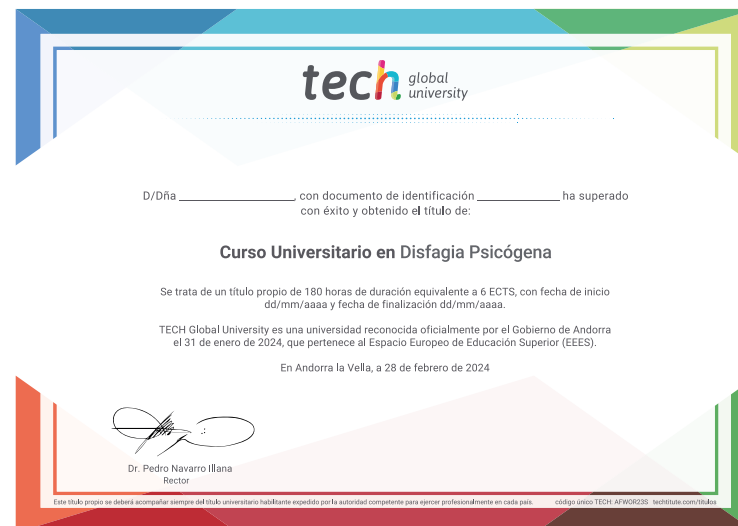 tech global university
D/Dña ____________________, con documento de identificación ______________ ha superado
con éxito y obtenido el título de:
Curso Universitario en Disfagia Psicógena
Se trata de un título propio de 180 horas de duración equivalente a 6 ECTS, con fecha de inicio
dd/mm/aaaa y fecha de finalización dd/mm/aaaa.
TECH Global University es una universidad reconocida oficialmente por el Gobierno de Andorra
el 31 de enero de 2024, que pertenece al Espacio Europeo de Educación Superior (EEES).
En Andorra la Vella, a 28 de febrero de 2024
Dr. Pedro Navarro Illana
Rector
Este título propio se deberá acompañar siempre del título universitario habilitante expedido por la autoridad competente para ejercer profesionalmente en cada país. código único TECH: AFWOR23S techtitute.com/titulos